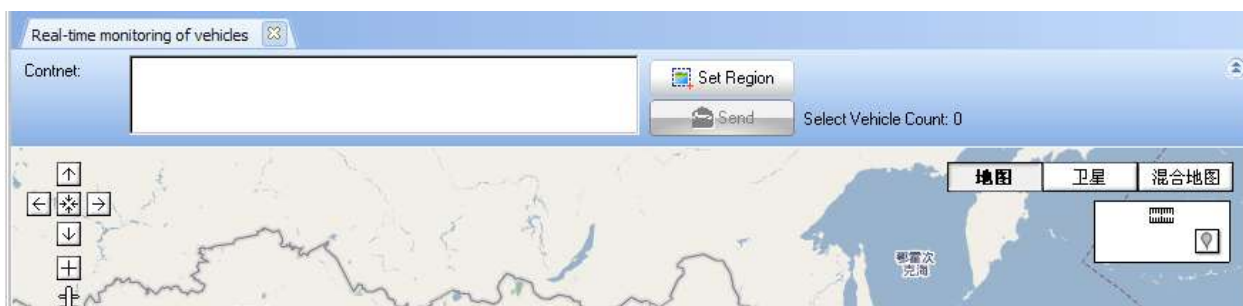 Real-time monitoring of vehicles
Contnet:
Set Region
Send
Select Vehicle Count: 0
地图
卫星
混合地图
鄂霍次
克海